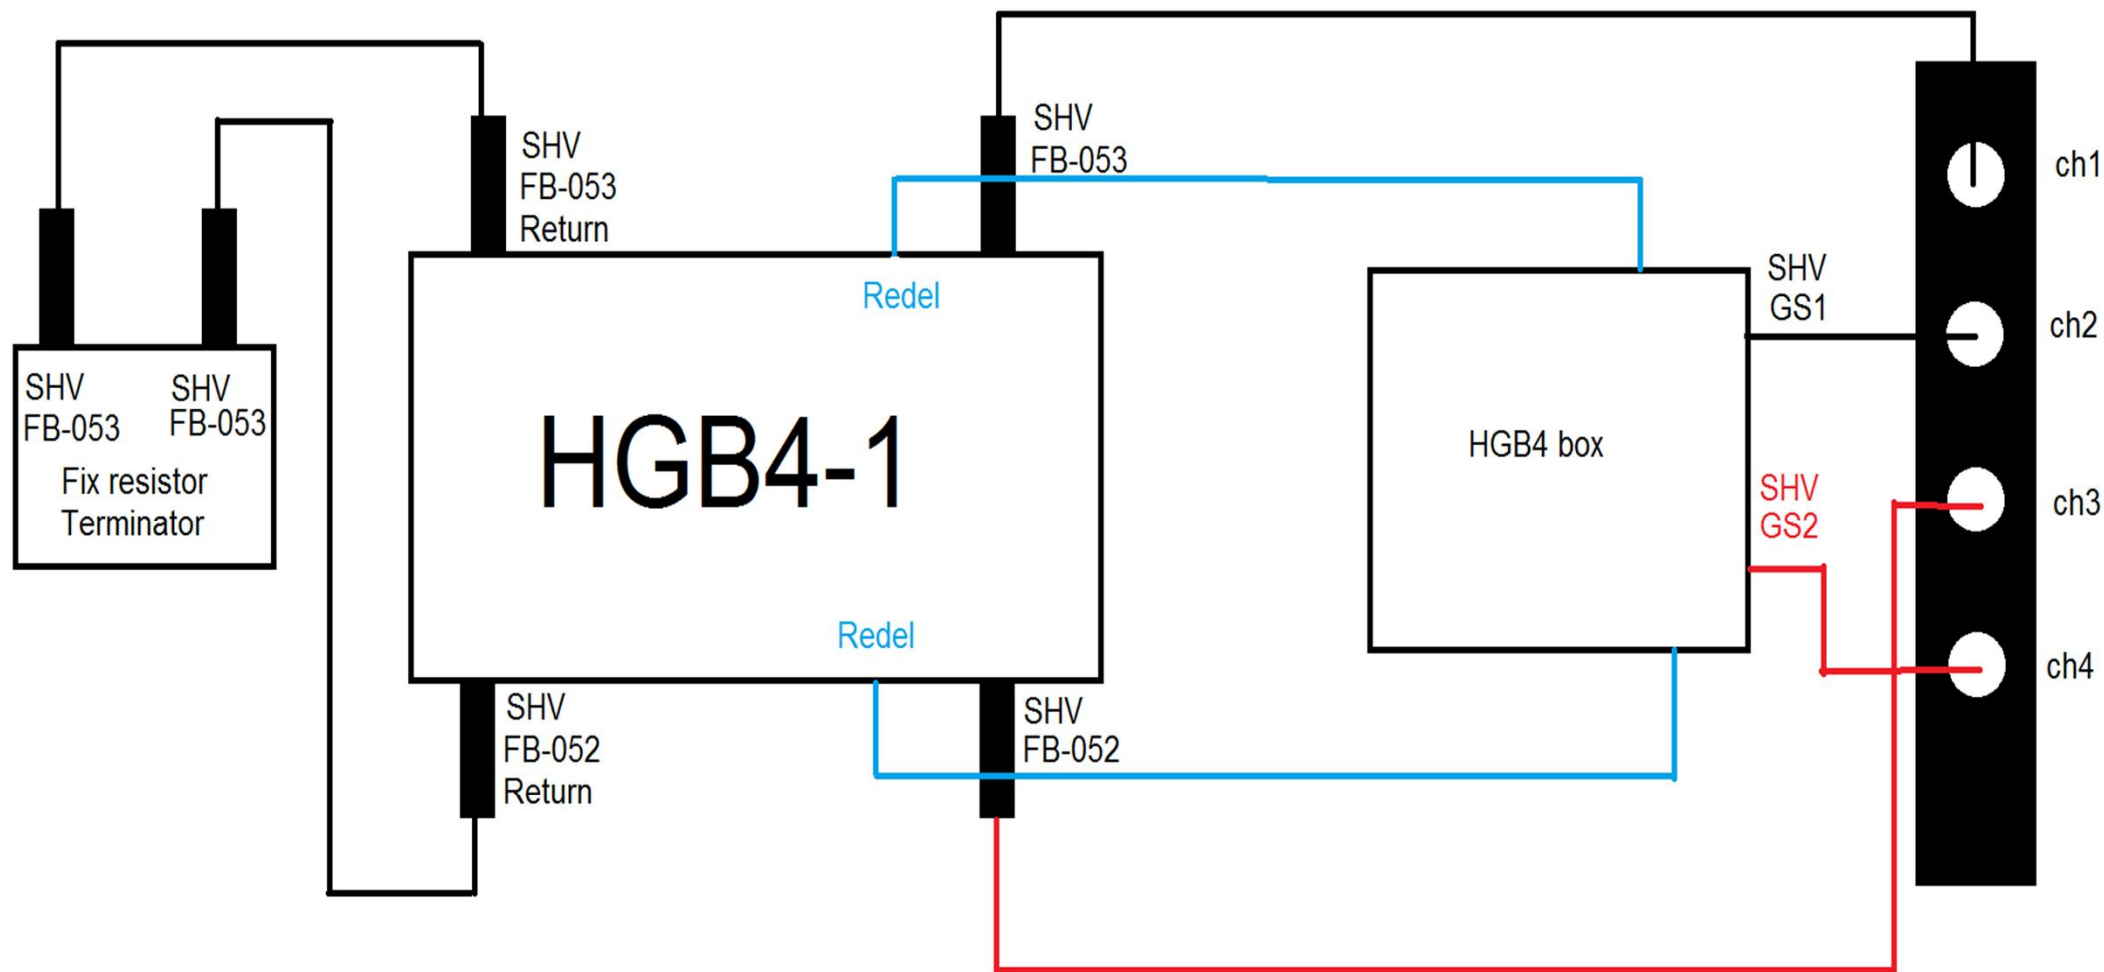 SHV
FB-053
Return
SHV
FB-053
ch1
Redel
SHV
GS1
ch2
SHV
FB-053
SHV
FB-053
Fix resistor
Terminator
HGB4-1
HGB4 box
SHV
GS2
ch3
Redel
ch4
SHV
FB-052
Return
SHV
FB-052